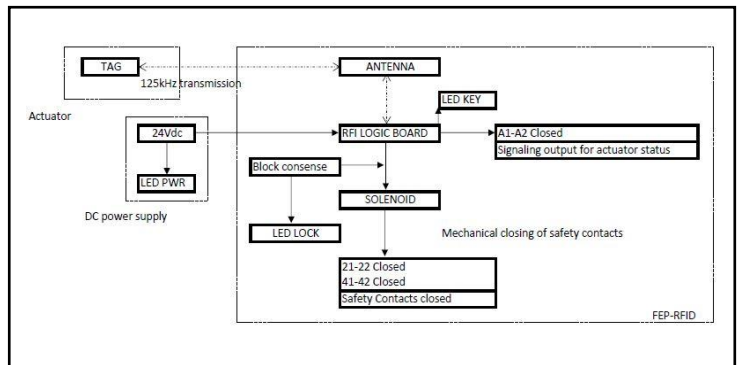 TAG
ANTENNA
125kHz transmission
LED KEY
Actuator
24Vdc
RFI LOGIC BOARD
A1-A2 Closed
Signaling output for actuator status
Block consense
LED PWR
SOLENOID
DC power supply
LED LOCK
Mechanical closing of safety contacts
21-22 Closed
41-42 Closed
Safety Contacts closed
FEP-RFID